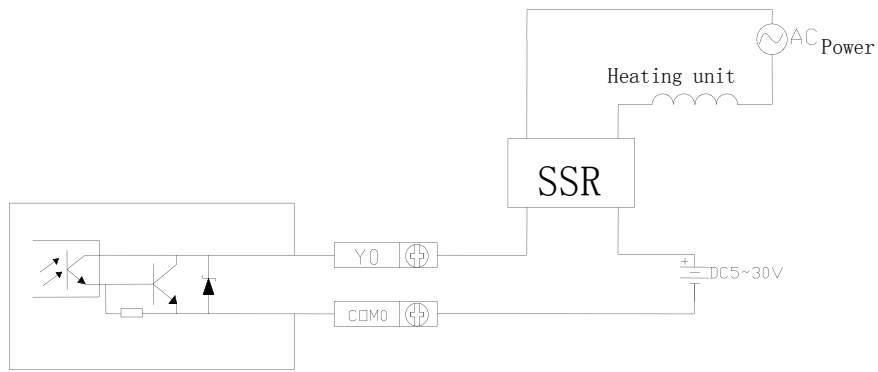 AC Power
Heating unit
SSR
Y0
+
DC5~30V
COM0